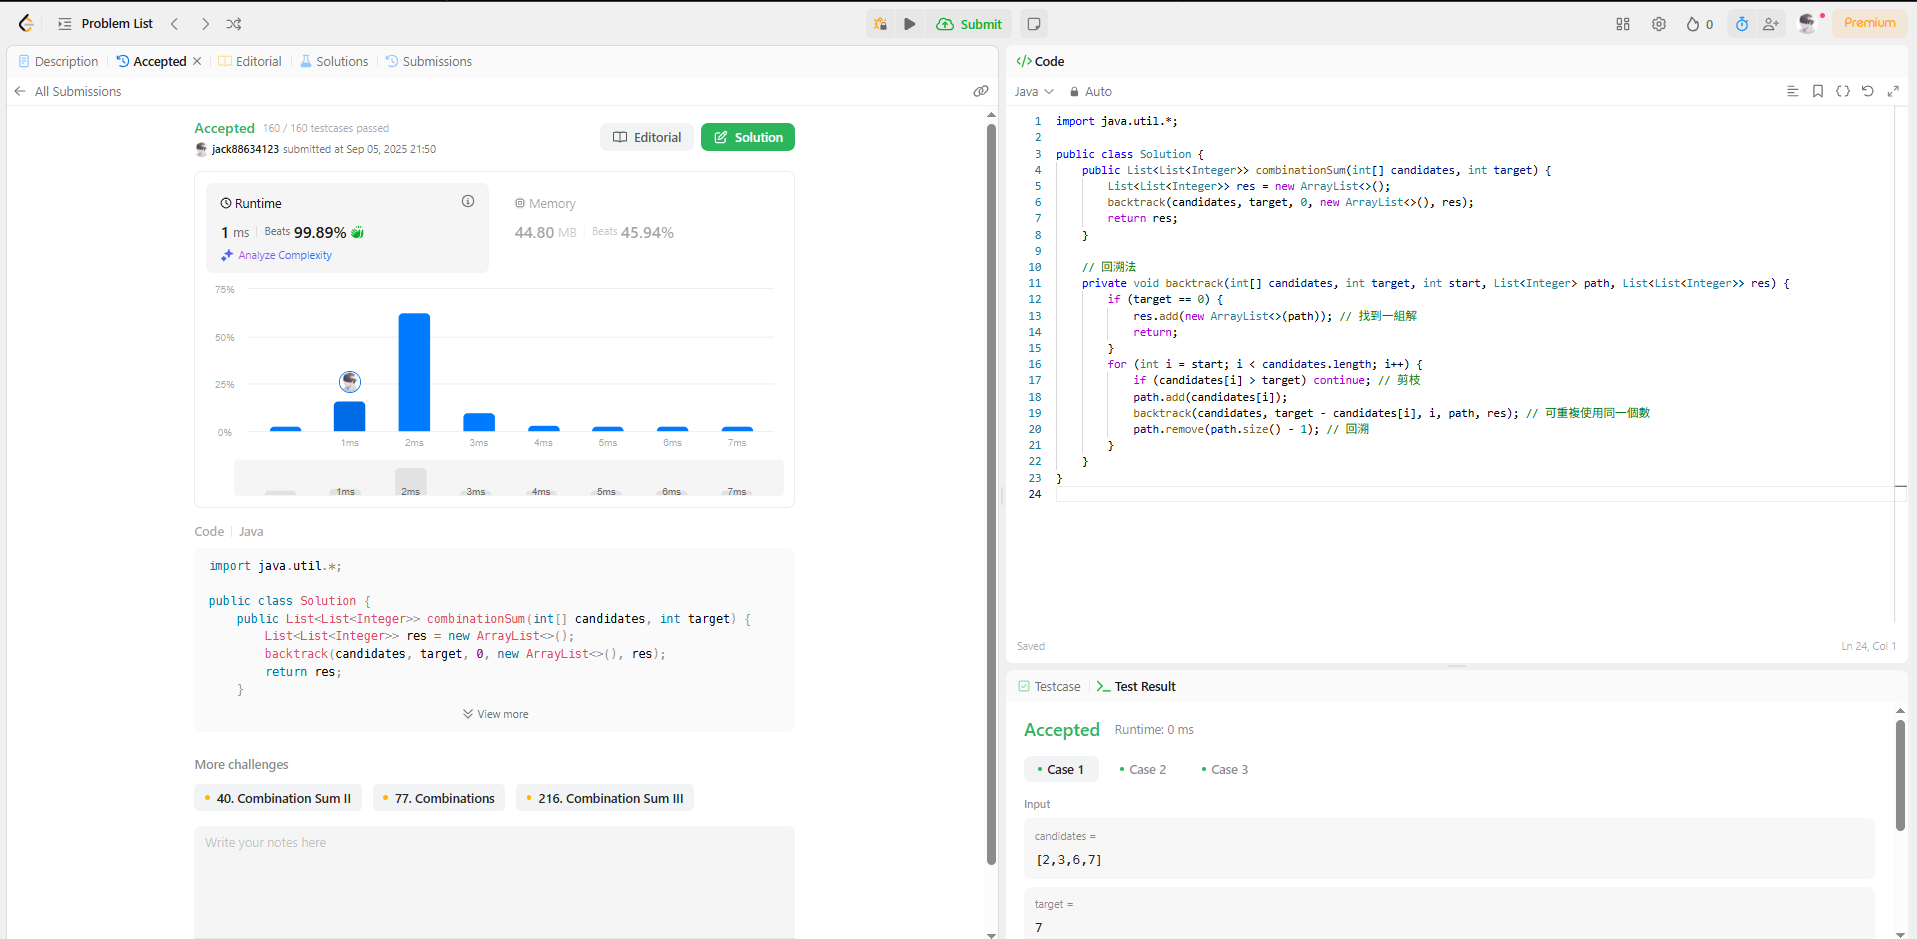 Problem List
Submit
0
Premium
Description
Accepted
Editorial
Solutions
Submissions
All Submissions
Accepted 160 / 160 testcases passed
jack88634123 submitted at Sep 05, 2025 21:50
Editorial
Solution
Runtime
1 ms Beats 99.89%
Analyze Complexity
Memory
44.80 MB Beats 45.94%
75%
50%
25%
0%
1ms 2ms 3ms 4ms 5ms 6ms 7ms
1ms 2ms 3ms 4ms 5ms 6ms 7ms
Code Java
import java.util.*;
public class Solution {
    public List<List<Integer>> combinationSum(int[] candidates, int target) {
        List<List<Integer>> res = new ArrayList<>();
        backtrack(candidates, target, 0, new ArrayList<>(), res);
        return res;
    }
View more
More challenges
40. Combination Sum II
77. Combinations
216. Combination Sum III
Write your notes here
</> Code
Java
Auto
1 import java.util.*;
2
3 public class Solution {
4     public List<List<Integer>> combinationSum(int[] candidates, int target) {
5         List<List<Integer>> res = new ArrayList<>();
6         backtrack(candidates, target, 0, new ArrayList<>(), res);
7         return res;
8     }
9
10     // 回溯法
11     private void backtrack(int[] candidates, int target, int start, List<Integer> path, List<List<Integer>> res) {
12         if (target == 0) {
13             res.add(new ArrayList<>(path)); // 找到一組解
14             return;
15         }
16         for (int i = start; i < candidates.length; i++) {
17             if (candidates[i] > target) continue; // 剪枝
18             path.add(candidates[i]);
19             backtrack(candidates, target - candidates[i], i, path, res); // 可重複使用同一個數
20             path.remove(path.size() - 1); // 回溯
21         }
22     }
23 }
24
Saved
Ln 24, Col 1
Testcase
Test Result
Accepted Runtime: 0 ms
Case 1
Case 2
Case 3
Input
candidates =
[2,3,6,7]
target =
7